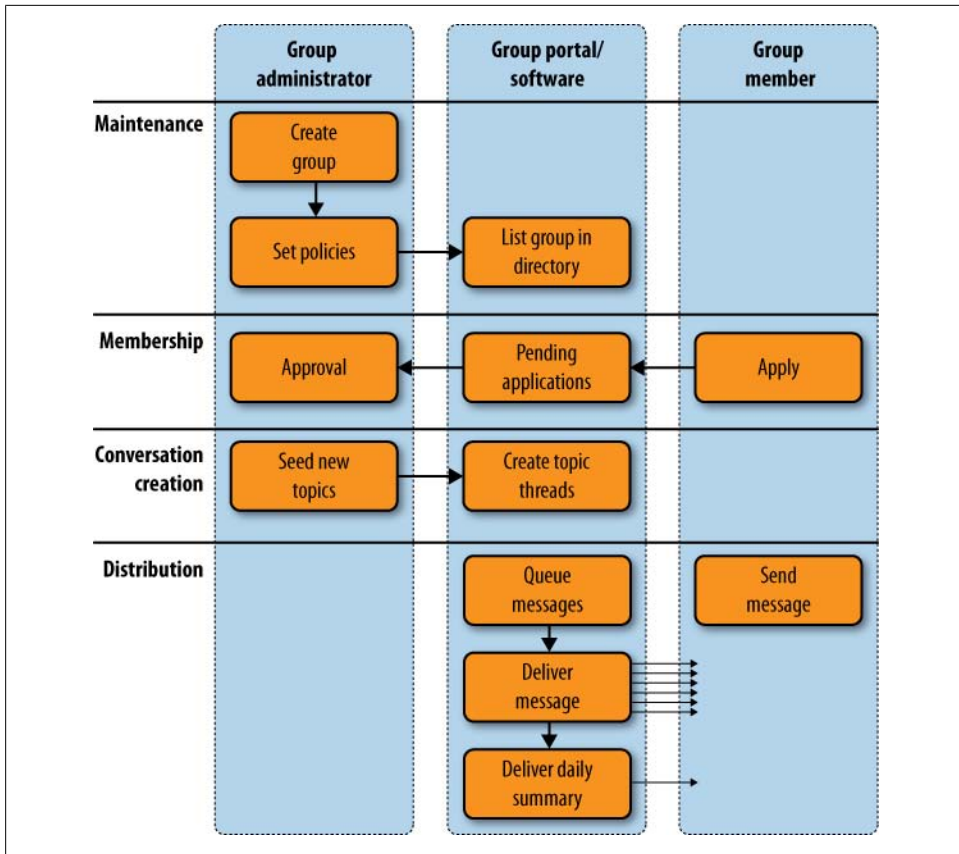 Group
administrator
Group portal/
software
Group
member
Maintenance
Create
group
Set policies
List group in
directory
Membership
Approval
Pending
applications
Apply
Conversation
creation
Seed new
topics
Create topic
threads
Distribution
Queue
messages
Send
message
Deliver
message
Deliver daily
summary